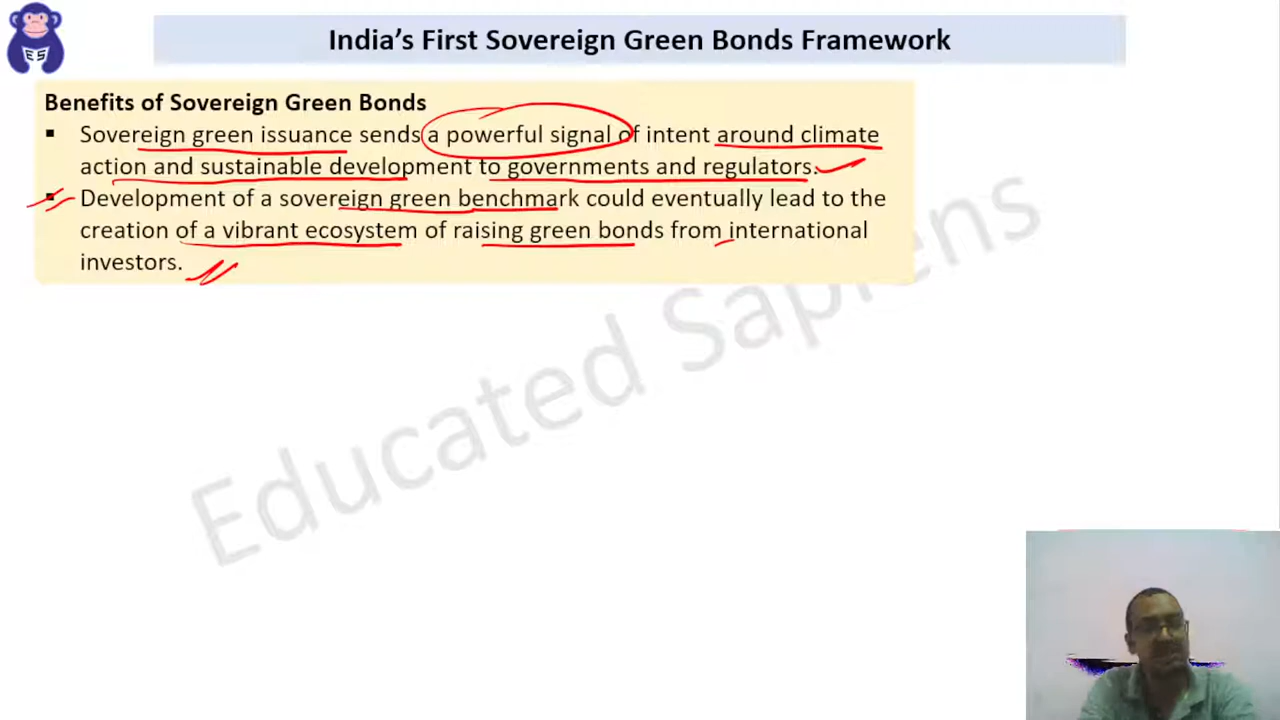 India's First Sovereign Green Bonds Framework
ES
Benefits of Sovereign Green Bonds
▪ Sovereign green issuance sends a powerful signal of intent around climate
action and sustainable development to governments and regulators.
▪ Development of a sovereign green benchmark could eventually lead to the
creation of a vibrant ecosystem of raising green bonds from international
investors.
Educated Sapiens